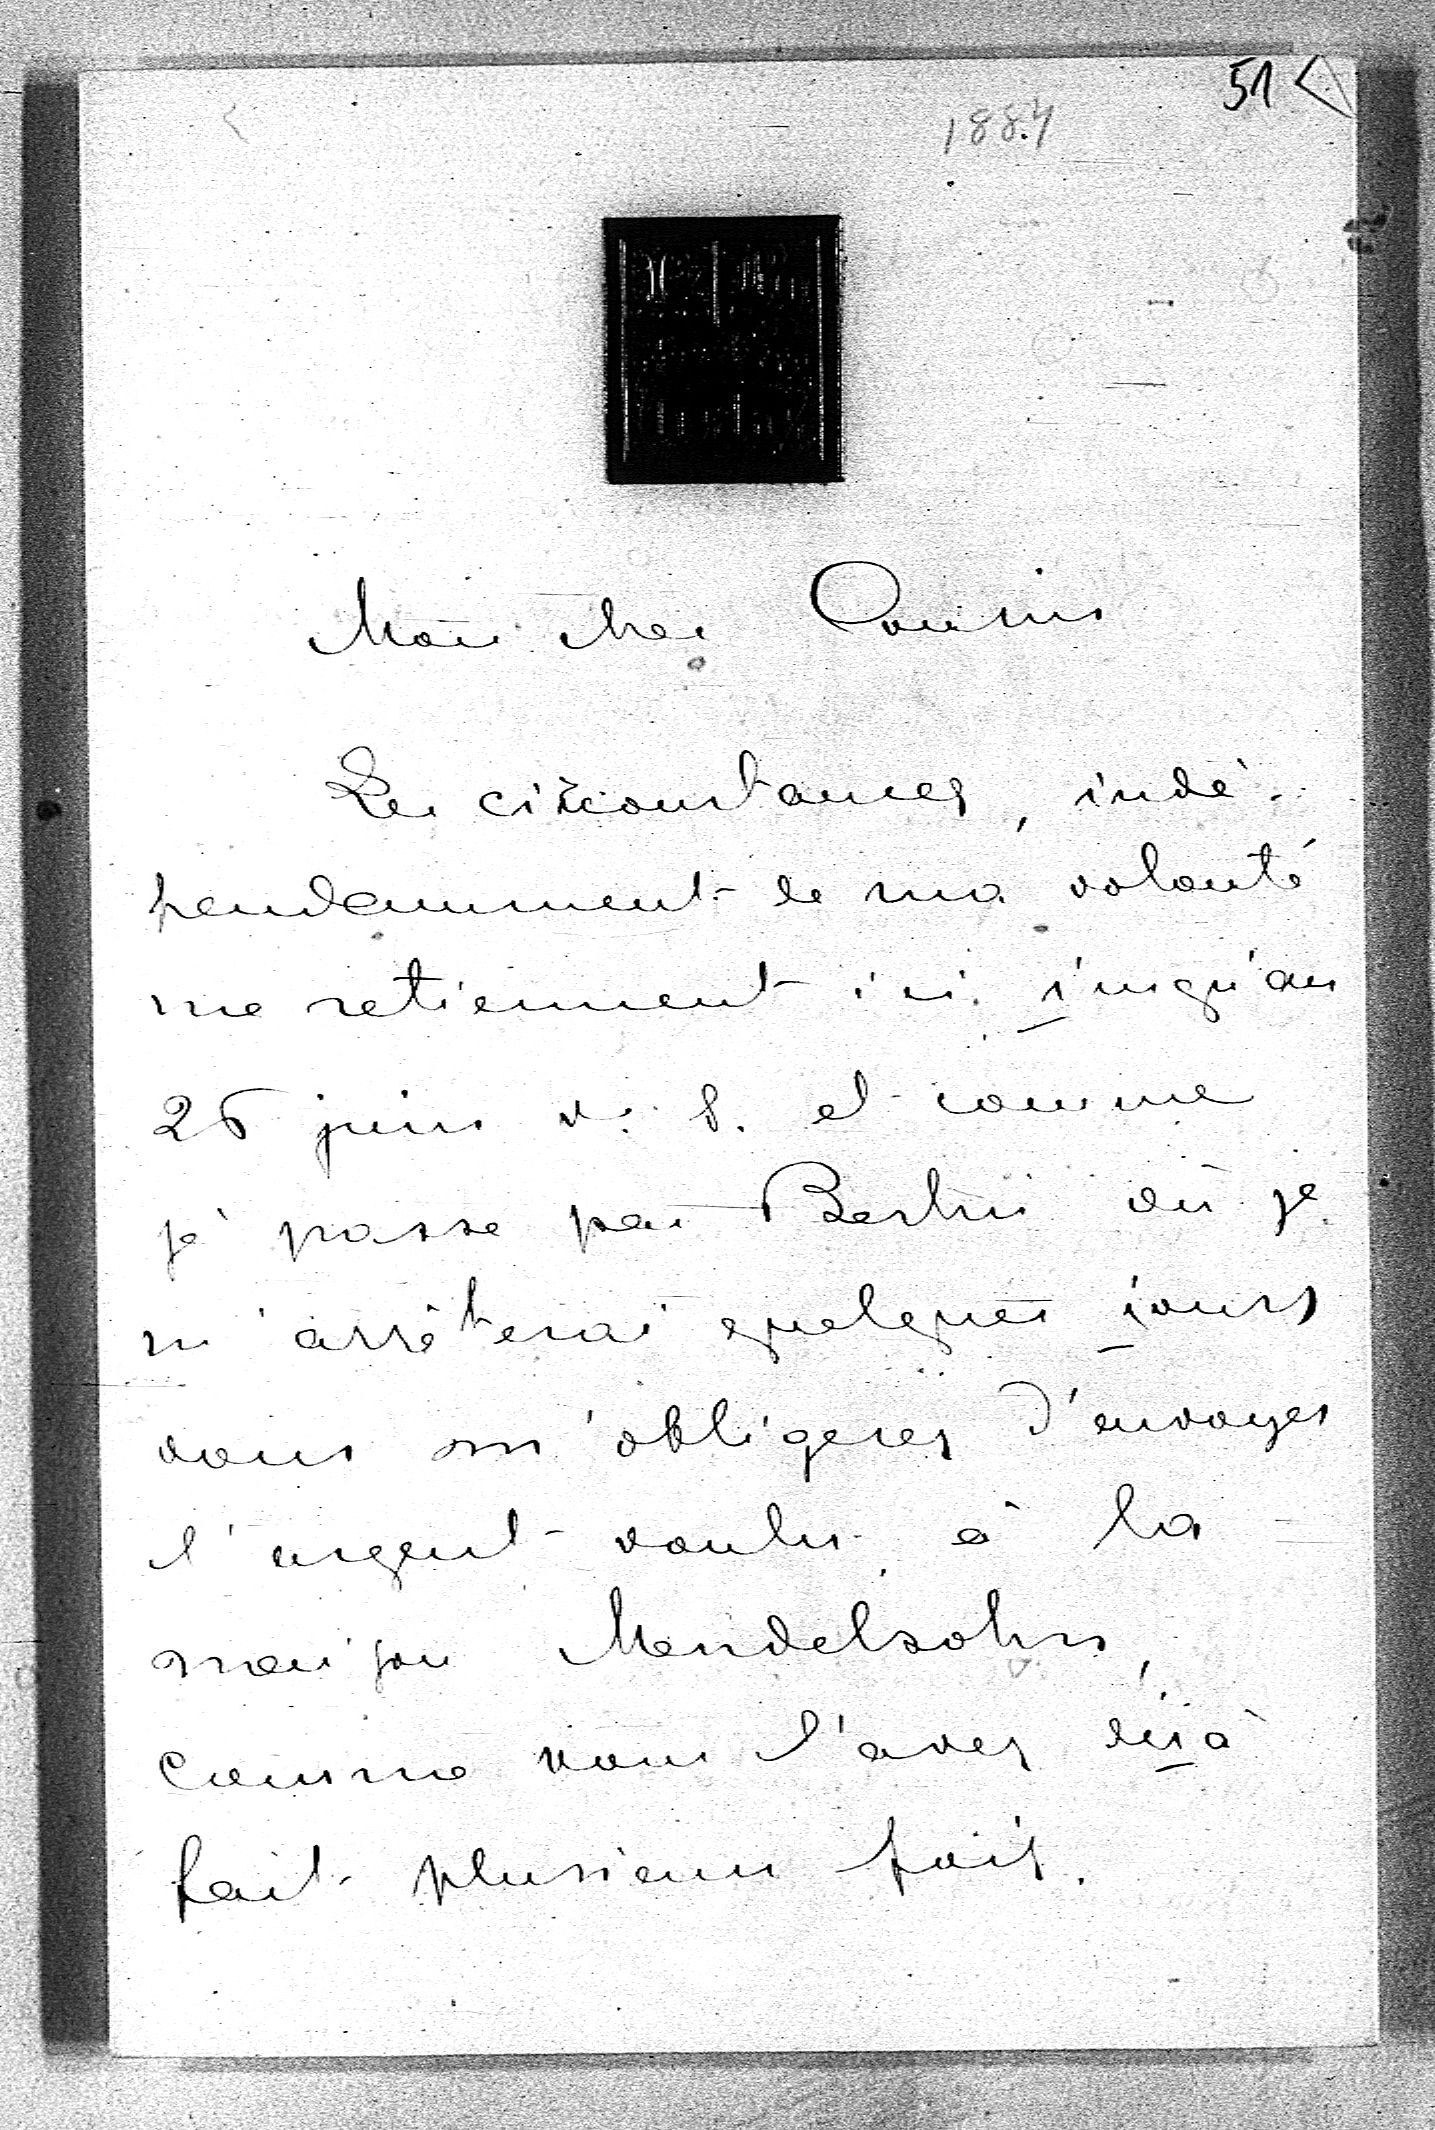 51
1884
Mon cher Cousin
Les circonstances, indé-
pendamment de ma volonté
me retiennent ici jusqu'au
26 juin v. s. et comme
je passe par Berlin où je
m'arrêterai quelques jours
vous m'obligerez d'envoyer
l'argent voulu à la
maison Mendelsohn,
comme vous l'avez déjà
fait plusieurs fois.